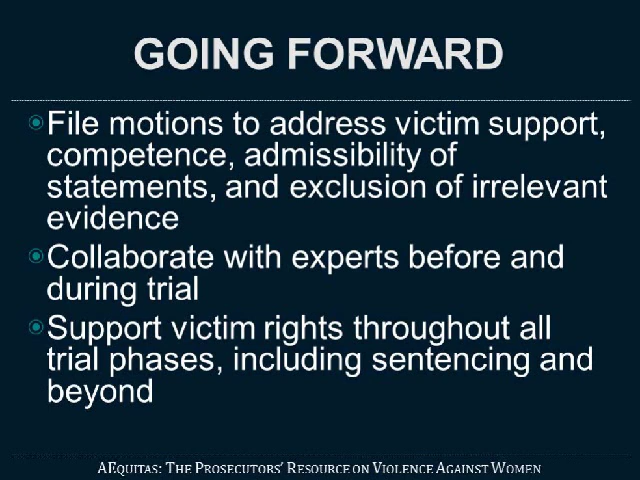 GOING FORWARD
File motions to address victim support,
competence, admissibility of
statements, and exclusion of irrelevant
evidence
Collaborate with experts before and
during trial
Support victim rights throughout all
trial phases, including sentencing and
beyond
AEQUITAS: THE PROSECUTORS' RESOURCE ON VIOLENCE AGAINST WOMEN